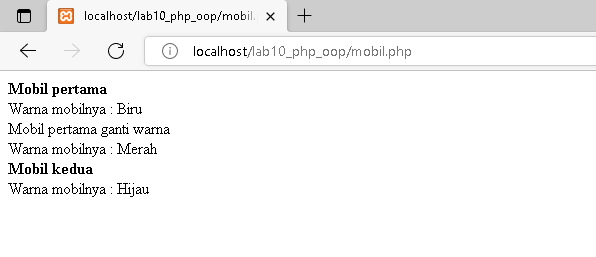 localhost/lab10_php_oop/mobil.
localhost/lab10_php_oop/mobil.php
Mobil pertama
Warna mobilnya : Biru
Mobil pertama ganti warna
Warna mobilnya : Merah
Mobil kedua
Warna mobilnya : Hijau